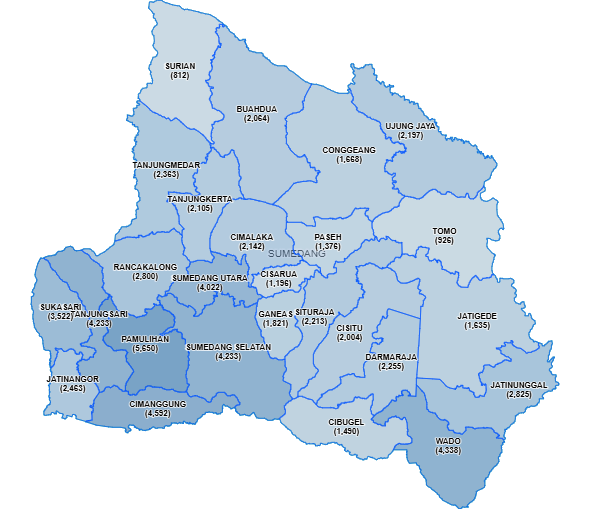 SURIAN
(812)
BUAHDUA
(2,064)
UJUNG JAYA
(2,197)
CONGGEANG
(1,668)
TANJUNGMEDAR
(2,363)
TANJUNGKERTA
(2,105)
CIMALAKA
(2,142)
PASEH
(1,376)
TOMO
(926)
SUMEDANG
RANCAKALONG
(2,800)
SUMEDANG UTARA
(4,022)
CISARUA
(1,196)
SUKASARI
(3,522)
TANJUNGSARI
(4,233)
GANEAS
(1,821)
SITURAJA
(2,213)
CISITU
(2,004)
JATIGEDE
(1,635)
PAMULIHAN
(5,650)
SUMEDANG SELATAN
(4,233)
DARMARAJA
(2,255)
JATINANGOR
(2,463)
JATINUNGGAL
(2,825)
CIMANGGUNG
(4,592)
CIBUGEL
(1,490)
WADO
(4,338)